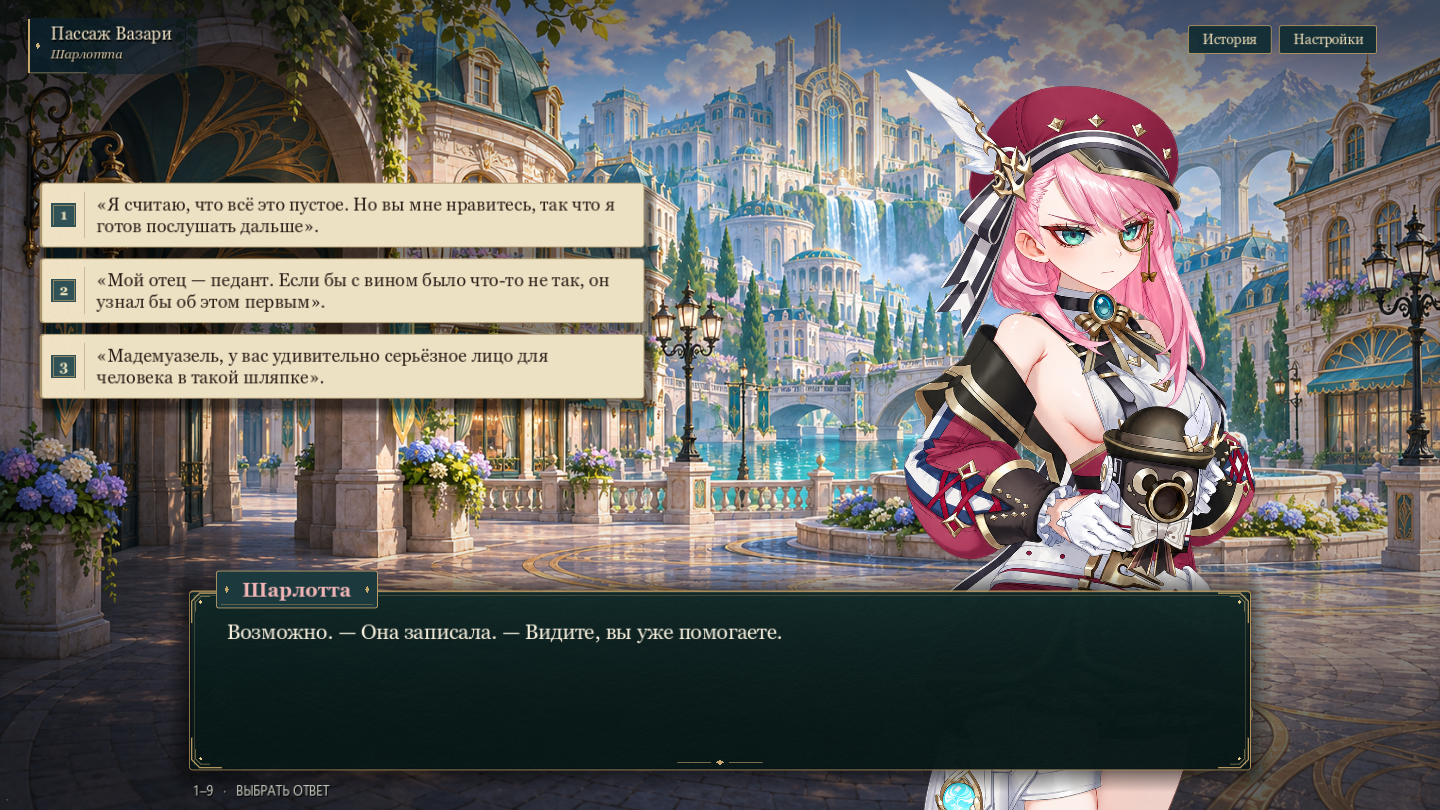 Пассаж Вазари
Шарлотта
История
Настройки
1
«Я считаю, что всё это пустое. Но вы мне нравитесь, так что я
готов послушать дальше».
2
«Мой отец — педант. Если бы с вином было что-то не так, он
узнал бы об этом первым».
3
«Мадемуазель, у вас удивительно серьёзное лицо для
человека в такой шляпке».
Шарлотта
Возможно. — Она записала. — Видите, вы уже помогаете.
1–9 · ВЫБРАТЬ ОТВЕТ